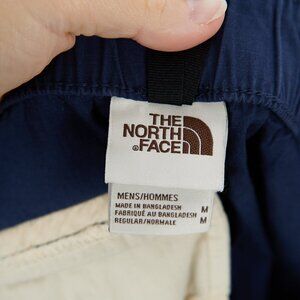 THE
NORTH
®FACE
MENS/HOMMES
MADE IN BANGLADESH M
FABRIQUÉ AU BANGLADESH
REGULAR/NORMALE M